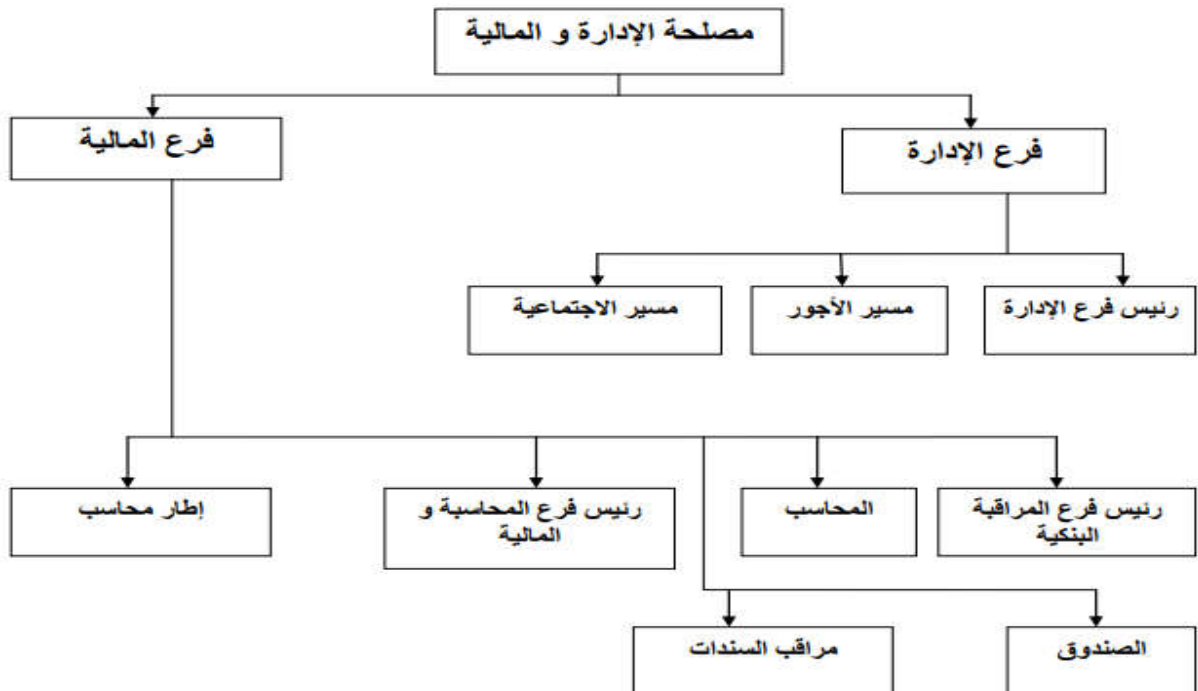 مصلحة الإدارة و المالية
فرع الإدارة
فرع المالية
رئيس فرع الإدارة
مسير الأجور
مسير الاجتماعية
رئيس فرع المراقبة
البنكية
المحاسب
رئيس فرع المحاسبة و
المالية
إطار محاسب
الصندوق
مراقب السندات